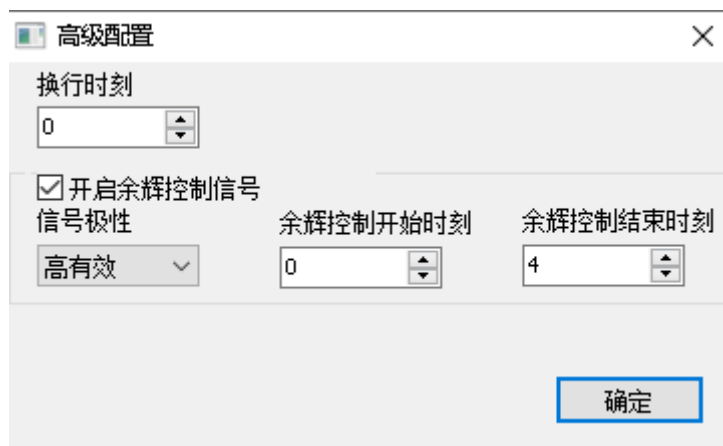 高级配置
换行时刻
0
开启余辉控制信号
信号极性 余辉控制开始时刻 余辉控制结束时刻
高有效 0 4
确定